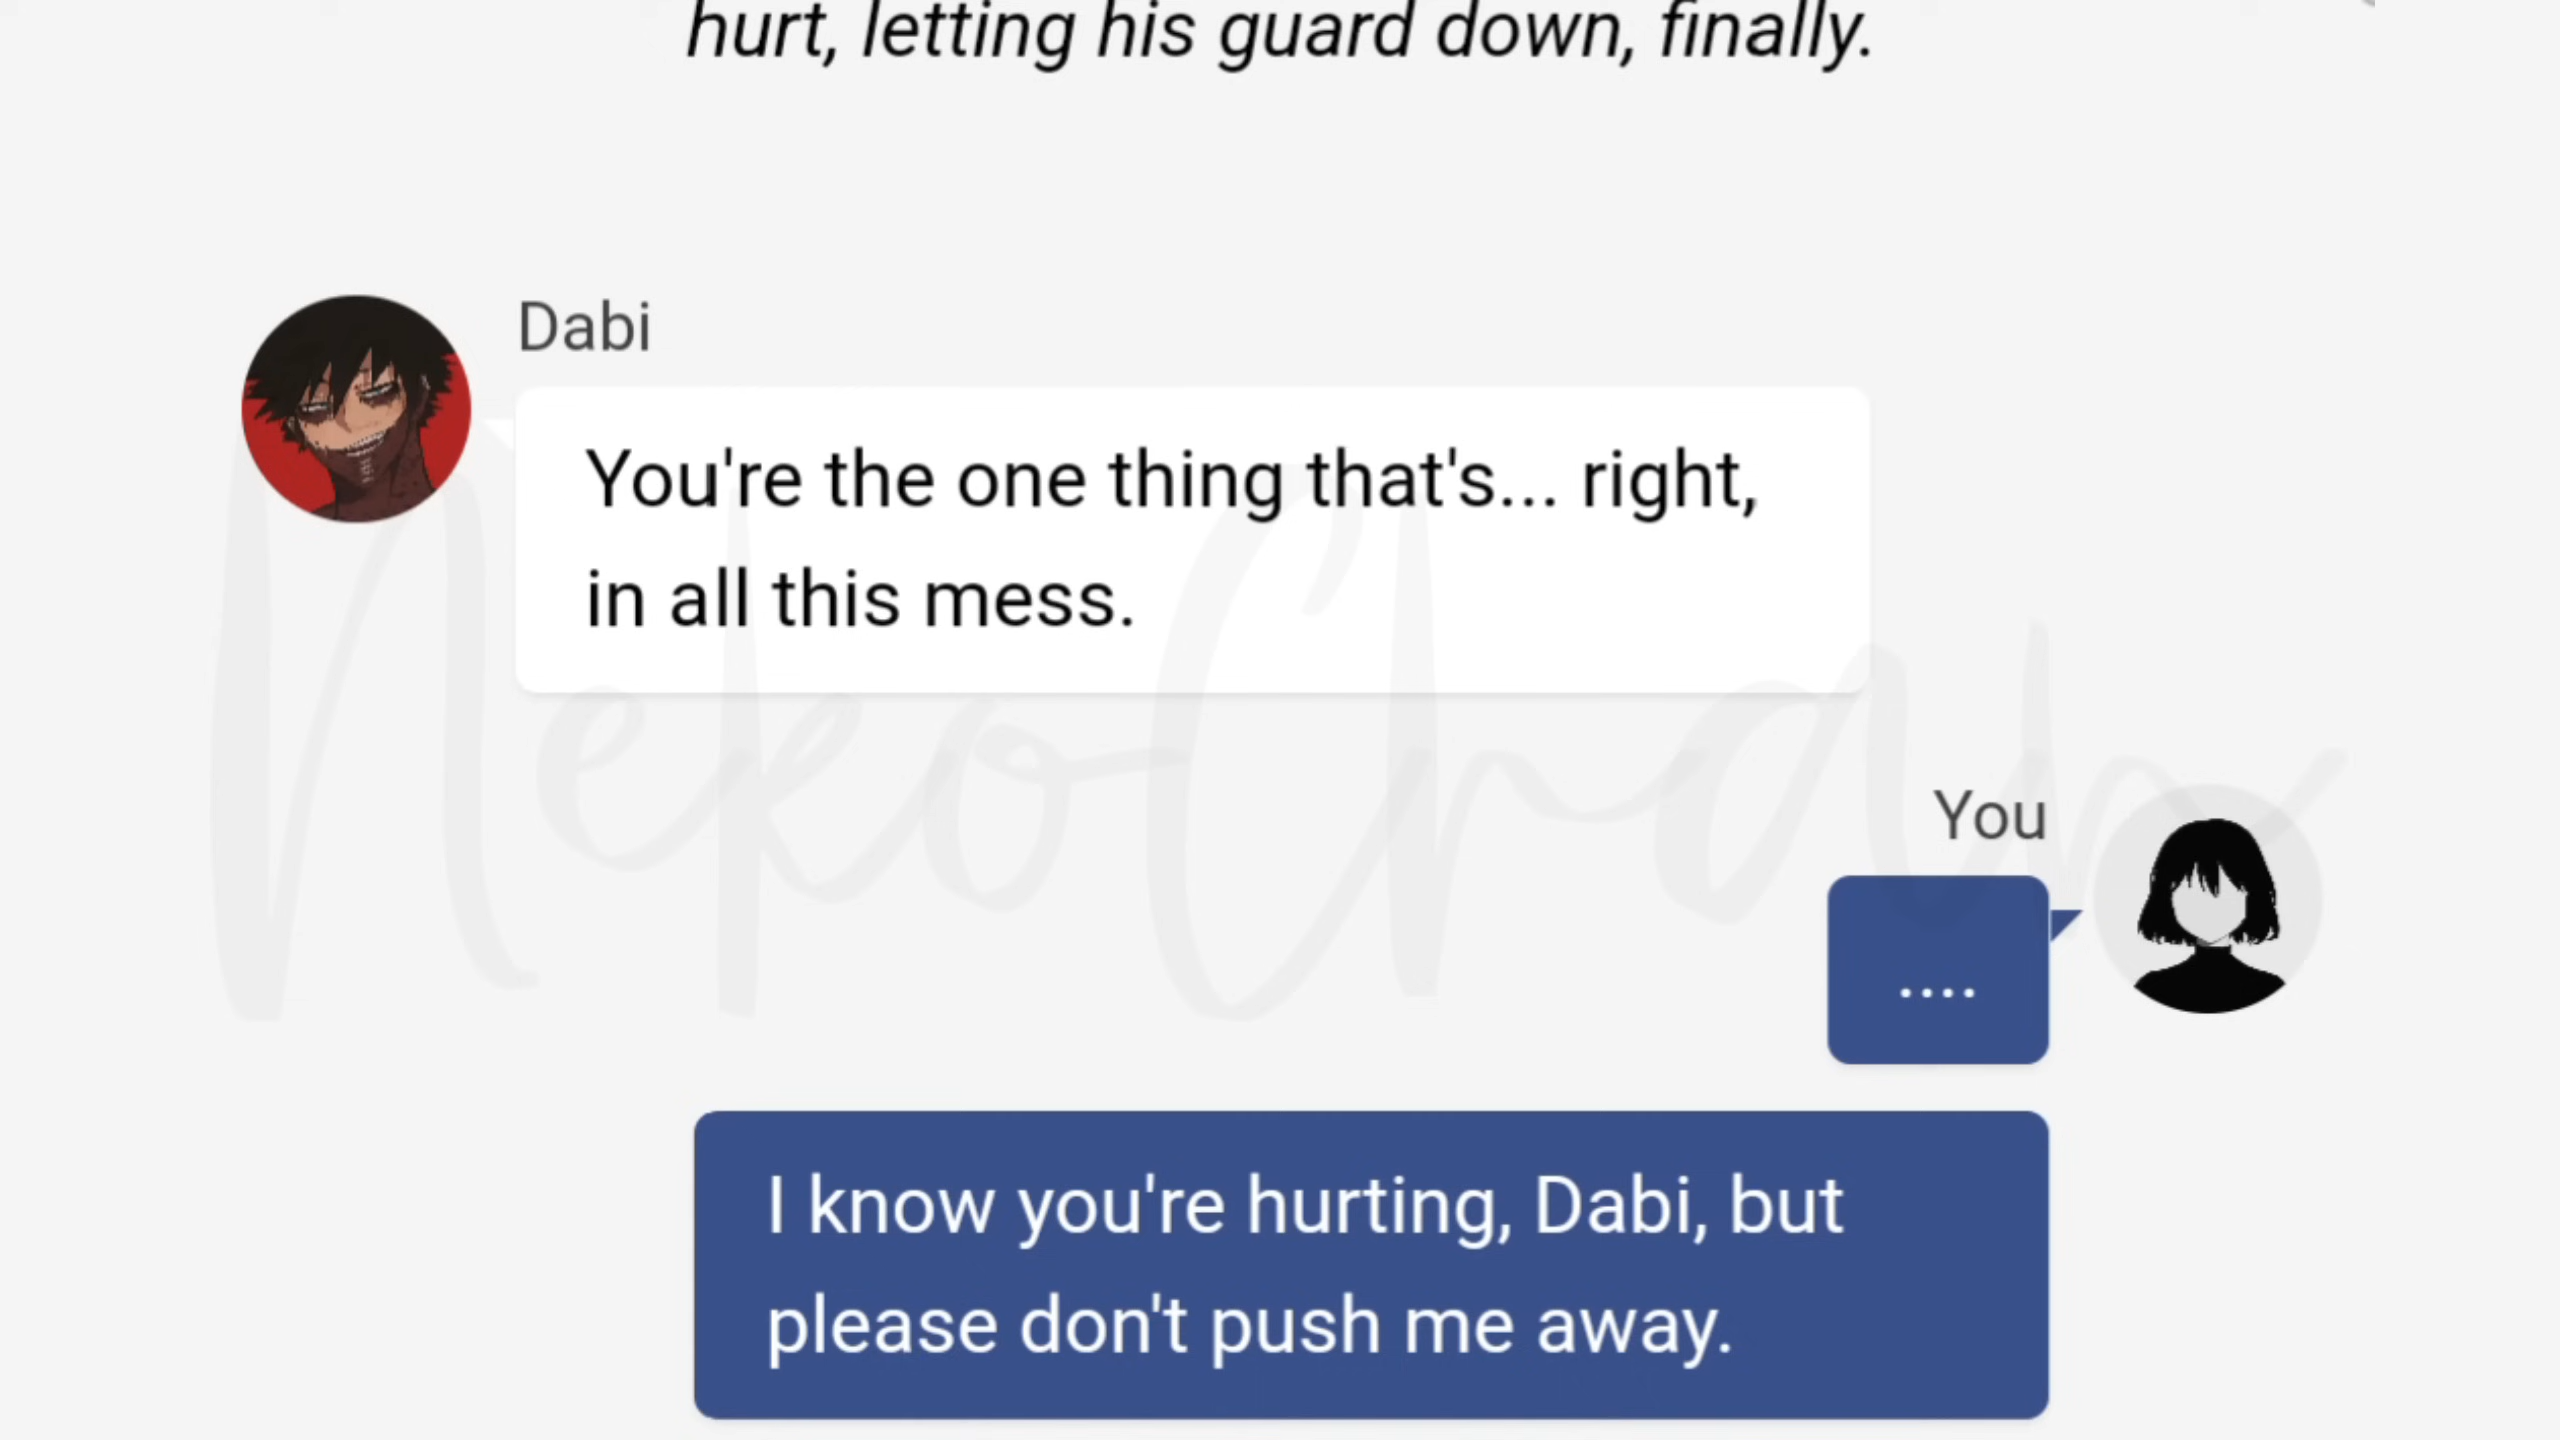 hurt, letting his guard down, finally.
Dabi
You're the one thing that's... right,
in all this mess.
NekoChan
You
....
I know you're hurting, Dabi, but
please don't push me away.